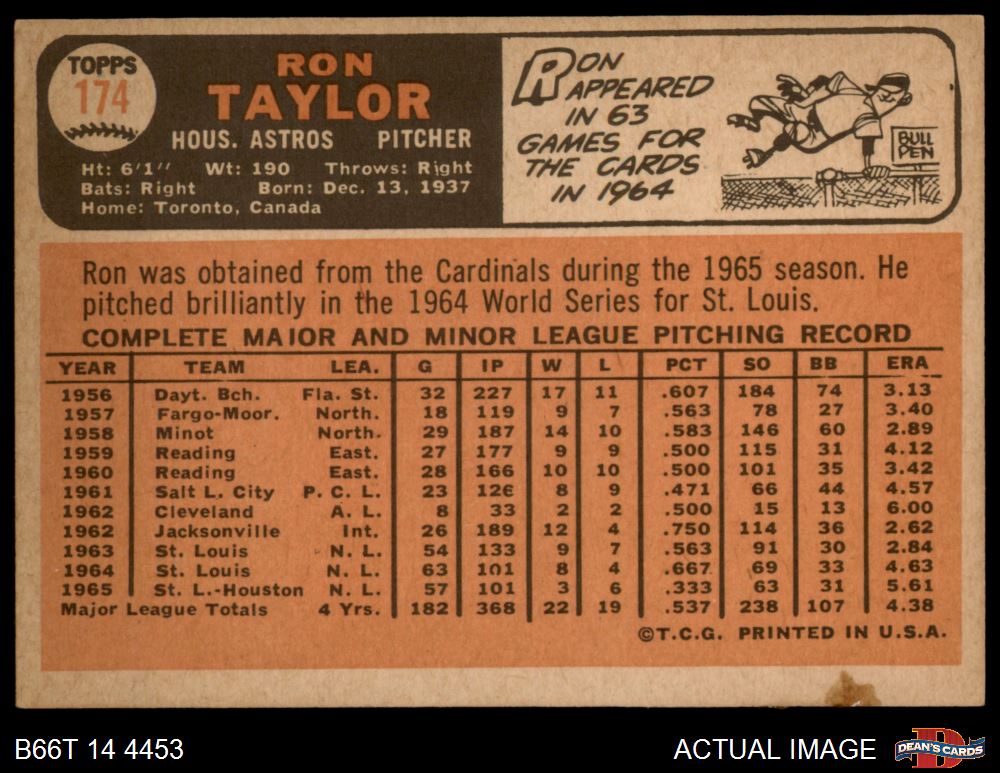 TOPPS
174
RON
TAYLOR
HOUS. ASTROS PITCHER
Ht: 6'1" Wt: 190 Throws: Right
Bats: Right Born: Dec. 13, 1937
Home: Toronto, Canada
RON
APPEARED
IN 63
GAMES FOR
THE CARDS
IN 1964
BULL
PEN
Ron was obtained from the Cardinals during the 1965 season. He
pitched brilliantly in the 1964 World Series for St. Louis.
COMPLETE MAJOR AND MINOR LEAGUE PITCHING RECORD
YEAR TEAM LEA. G IP W L PCT SO BB ERA
1956 Dayt. Bch. Fla. St. 32 227 17 11 .607 184 74 3.13
1957 Fargo-Moor. North. 18 119 9 7 .563 78 27 3.40
1958 Minot North. 29 187 14 10 .583 146 60 2.89
1959 Reading East. 27 177 9 9 .500 115 31 4.12
1960 Reading East. 28 166 10 10 .500 101 35 3.42
1961 Salt L. City P. C. L. 23 126 8 9 .471 66 44 4.57
1962 Cleveland A. L. 8 33 2 2 .500 15 13 6.00
1962 Jacksonville Int. 26 189 12 4 .750 114 36 2.62
1963 St. Louis N. L. 54 133 9 7 .563 91 30 2.84
1964 St. Louis N. L. 63 101 8 4 .667 69 33 4.63
1965 St. L.-Houston N. L. 57 101 3 6 .333 63 31 5.61
Major League Totals 4 Yrs. 182 368 22 19 .537 238 107 4.38
©T.C.G. PRINTED IN U.S.A.
B66T 14 4453
ACTUAL IMAGE
DEAN'S CARDS